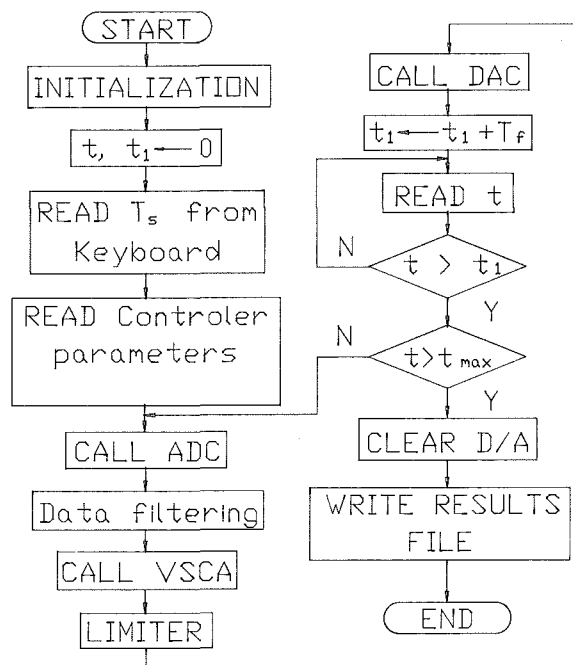 START
INITIALIZATION
t, t₁ ← 0
READ Tₛ from
Keyboard
READ Controler
parameters
CALL ADC
Data filtering
CALL VSCA
LIMITER
CALL DAC
t₁ ← t₁ + T_f
READ t
N
t > t₁
Y
N
t > t_max
Y
CLEAR D/A
WRITE RESULTS
FILE
END